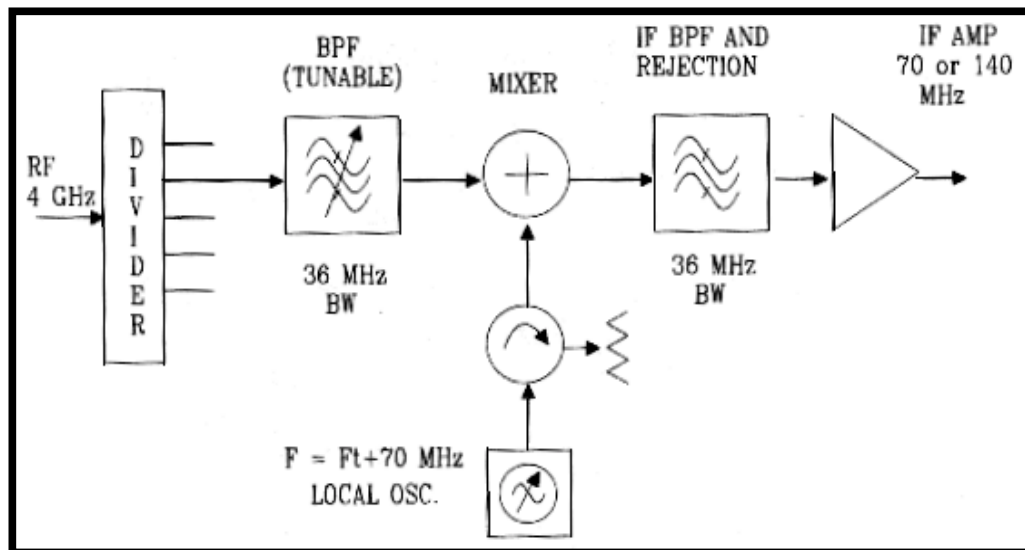 RF
4 GHz
DIVIDER
BPF
(TUNABLE)
36 MHz
BW
MIXER
IF BPF AND
REJECTION
36 MHz
BW
IF AMP
70 or 140
MHz
F = Ft+70 MHz
LOCAL OSC.